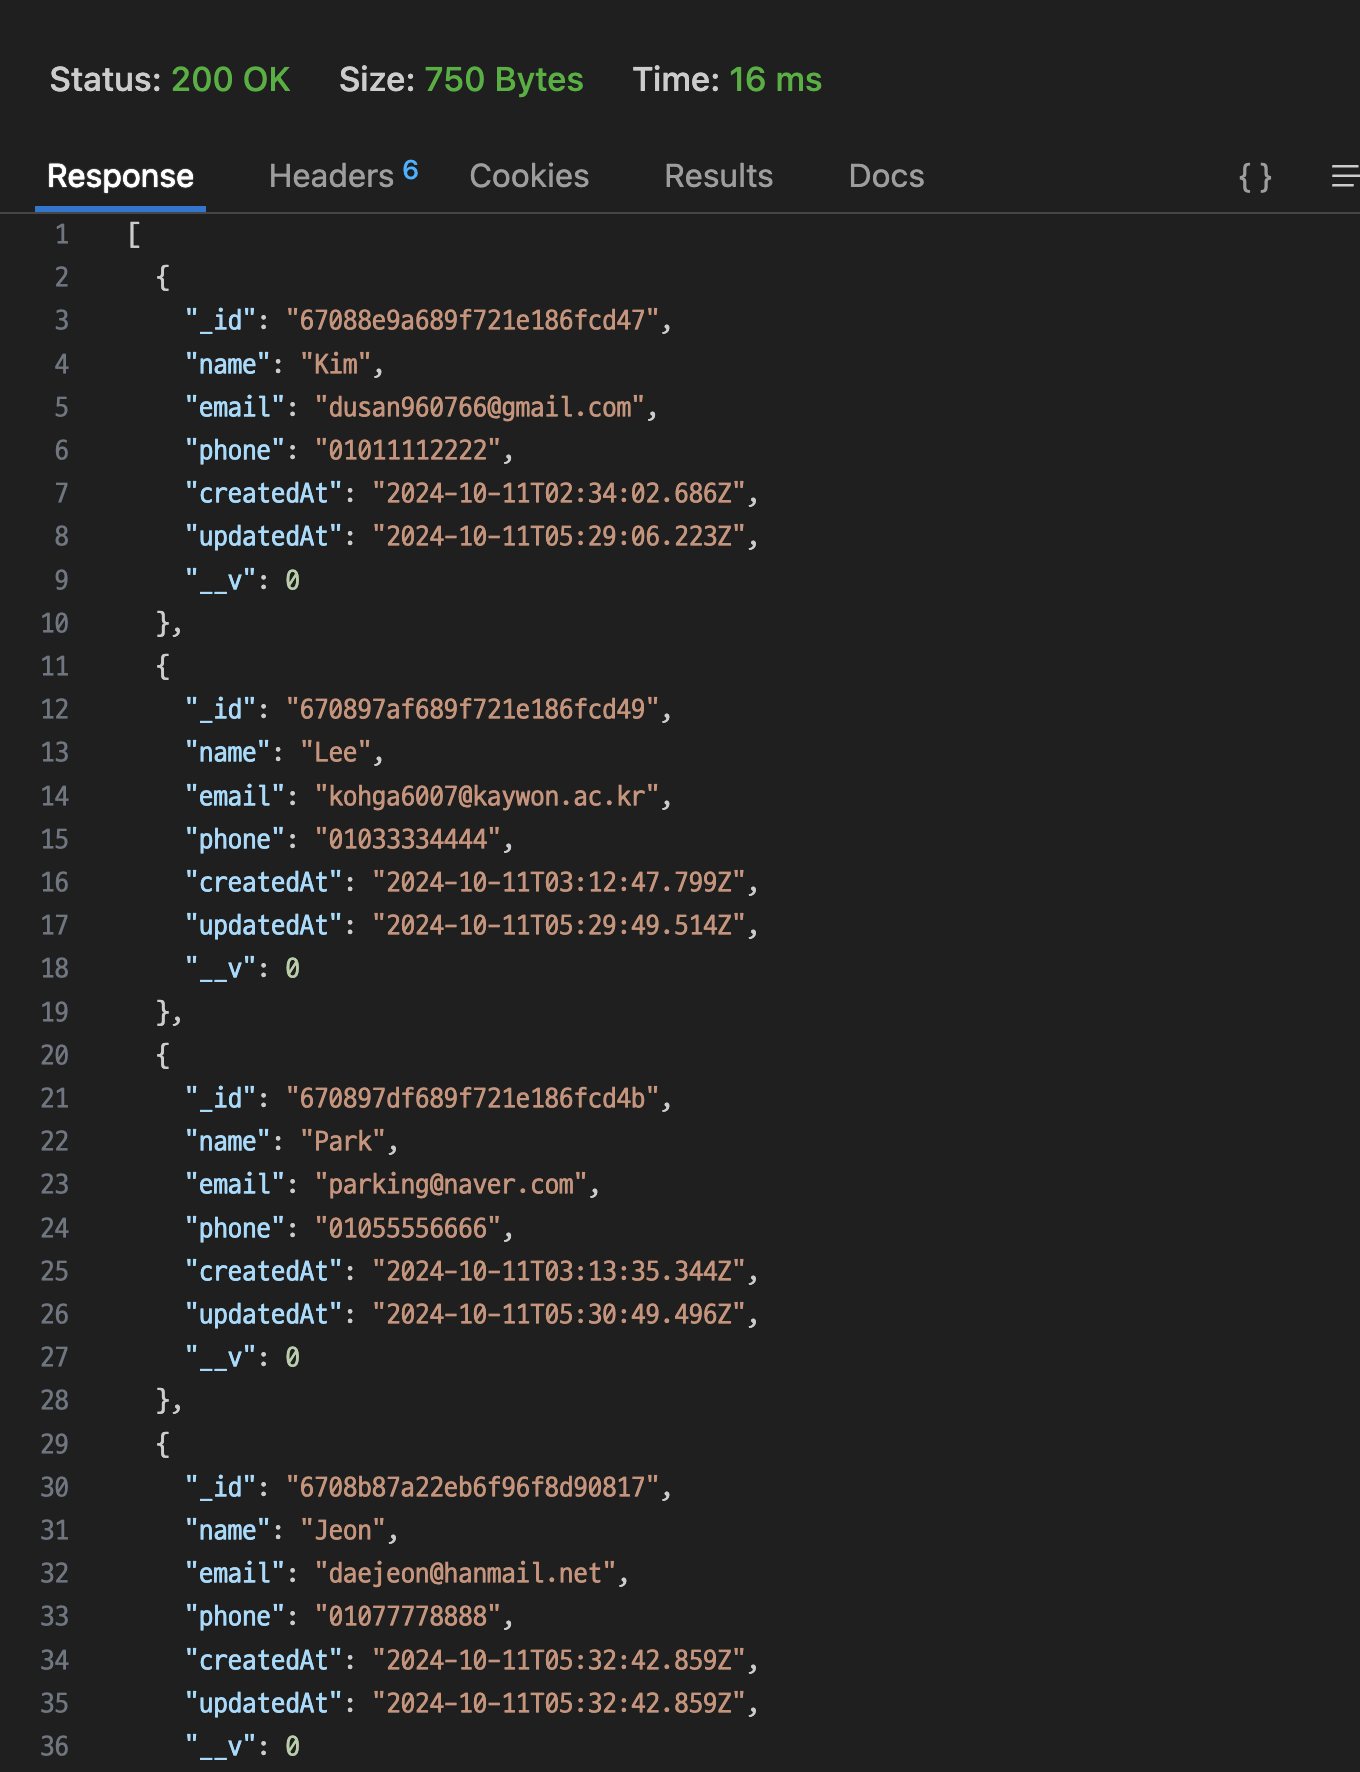 Status: 200 OK Size: 750 Bytes Time: 16 ms
Response Headers 6 Cookies Results Docs {} 
1 [
2 {
3 "_id": "67088e9a689f721e186fcd47",
4 "name": "Kim",
5 "email": "dusan960766@gmail.com",
6 "phone": "01011112222",
7 "createdAt": "2024-10-11T02:34:02.686Z",
8 "updatedAt": "2024-10-11T05:29:06.223Z",
9 "__v": 0
10 },
11 {
12 "_id": "670897af689f721e186fcd49",
13 "name": "Lee",
14 "email": "kohga6007@kaywon.ac.kr",
15 "phone": "01033334444",
16 "createdAt": "2024-10-11T03:12:47.799Z",
17 "updatedAt": "2024-10-11T05:29:49.514Z",
18 "__v": 0
19 },
20 {
21 "_id": "670897df689f721e186fcd4b",
22 "name": "Park",
23 "email": "parking@naver.com",
24 "phone": "01055556666",
25 "createdAt": "2024-10-11T03:13:35.344Z",
26 "updatedAt": "2024-10-11T05:30:49.496Z",
27 "__v": 0
28 },
29 {
30 "_id": "6708b87a22eb6f96f8d90817",
31 "name": "Jeon",
32 "email": "daejeon@hanmail.net",
33 "phone": "01077778888",
34 "createdAt": "2024-10-11T05:32:42.859Z",
35 "updatedAt": "2024-10-11T05:32:42.859Z",
36 "__v": 0